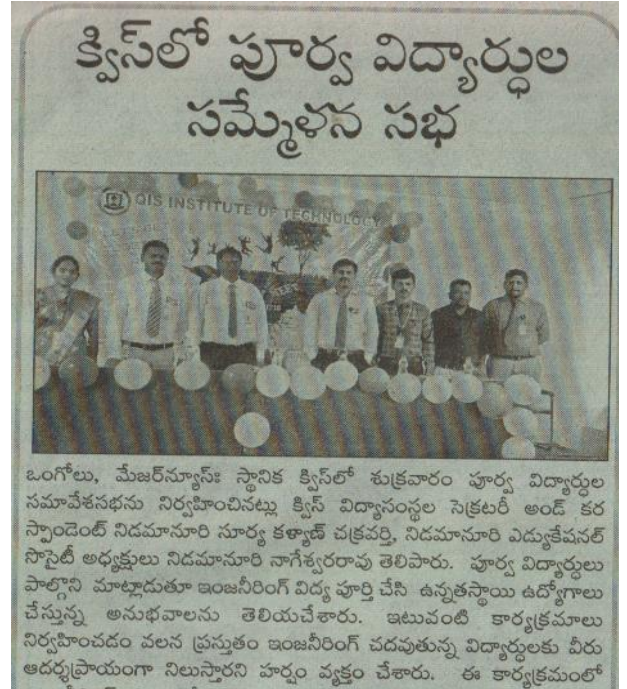 క్విస్‌లో పూర్వ విద్యార్థుల
సమ్మేళన సభ
QIS INSTITUTE OF TECHNOLOGY
ఒంగోలు, మేజర్‌న్యూస్: స్థానిక క్విస్‌లో శుక్రవారం పూర్వ విద్యార్థుల
సమావేశసభను నిర్వహించినట్లు క్విస్ విద్యాసంస్థల సెక్రటరీ అండ్ కర
స్పాండెంట్ నిడమానూరి సూర్య కళ్యాణ్ చక్రవర్తి, నిడమానూరి ఎడ్యుకేషనల్
సొసైటీ అధ్యక్షులు నిడమానూరి నాగేశ్వరరావు తెలిపారు. పూర్వ విద్యార్థులు
పాల్గొని మాట్లాడుతూ ఇంజనీరింగ్ విద్య పూర్తి చేసి ఉన్నతస్థాయి ఉద్యోగాలు
చేస్తున్న అనుభవాలను తెలియచేశారు. ఇటువంటి కార్యక్రమాలు
నిర్వహించడం వలన ప్రస్తుతం ఇంజనీరింగ్ చదవుతున్న విద్యార్థులకు వీరు
ఆదర్శప్రాయంగా నిలుస్తారని హర్షం వ్యక్తం చేశారు. ఈ కార్యక్రమంలో